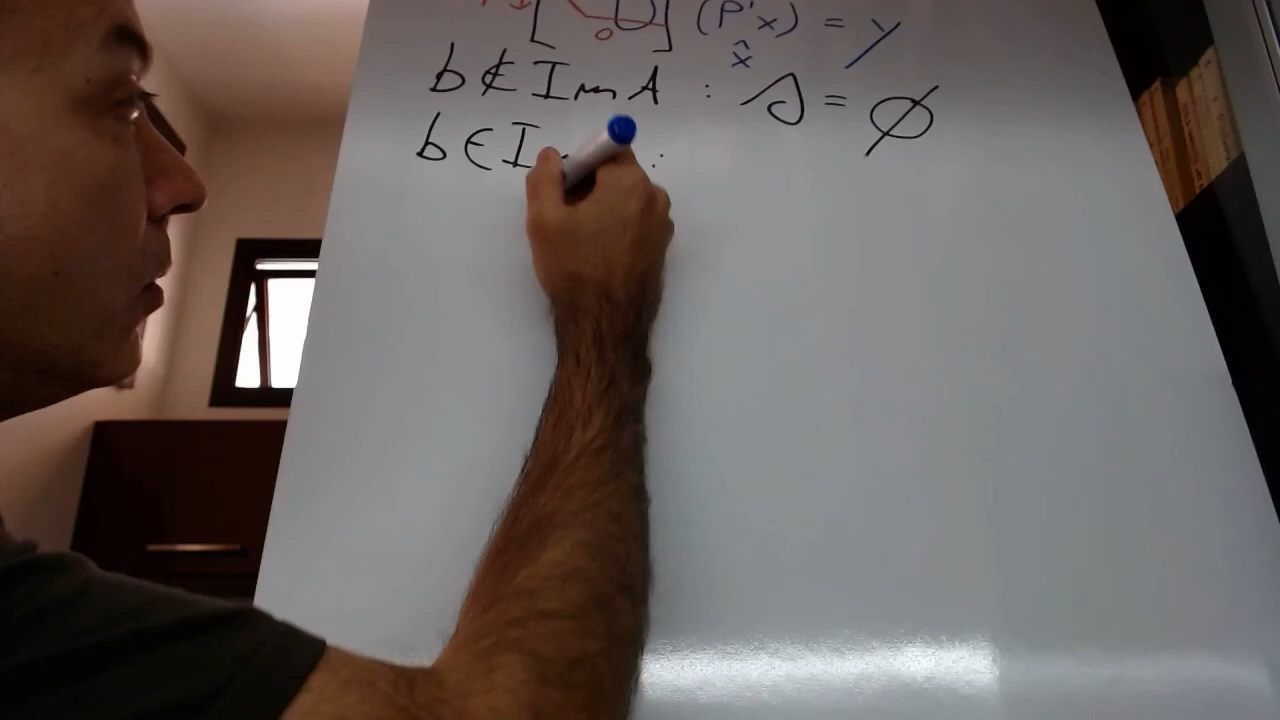 (P'x) = y
x̂
b ∉ Im A : S = ∅
b ∈ I :